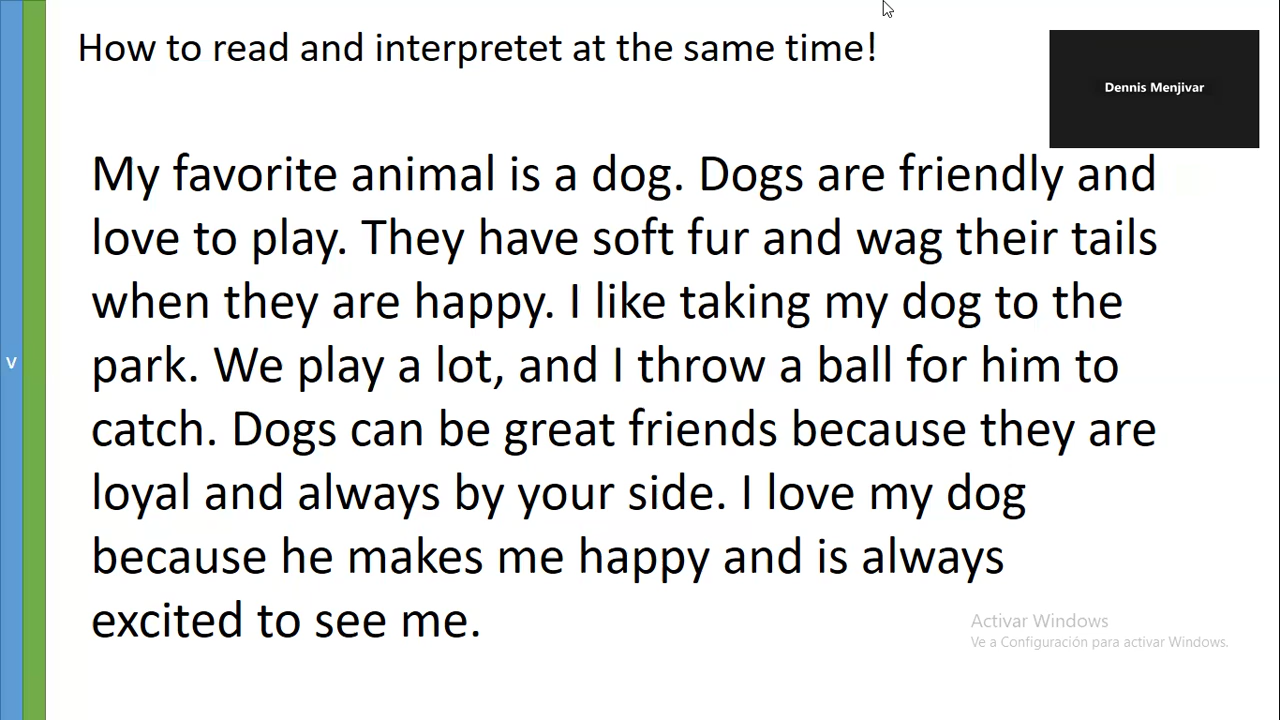 How to read and interpretet at the same time!
Dennis Menjivar
My favorite animal is a dog. Dogs are friendly and
love to play. They have soft fur and wag their tails
when they are happy. I like taking my dog to the
park. We play a lot, and I throw a ball for him to
catch. Dogs can be great friends because they are
loyal and always by your side. I love my dog
because he makes me happy and is always
excited to see me.
V
Activar Windows
Ve a Configuración para activar Windows.